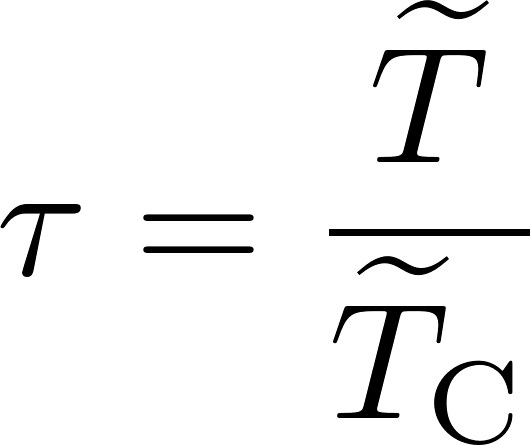 τ = T̃ / T̃_C